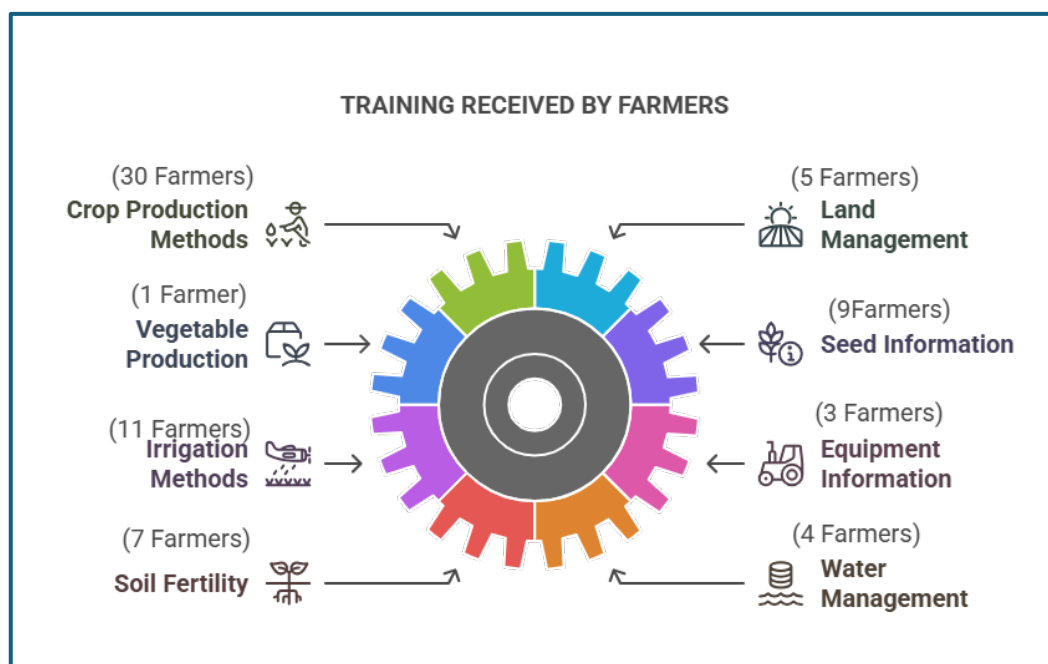 TRAINING RECEIVED BY FARMERS
(30 Farmers)
Crop Production
Methods
(1 Farmer)
Vegetable
Production
(11 Farmers)
Irrigation
Methods
(7 Farmers)
Soil Fertility
(5 Farmers)
Land
Management
(9Farmers)
Seed Information
(3 Farmers)
Equipment
Information
(4 Farmers)
Water
Management